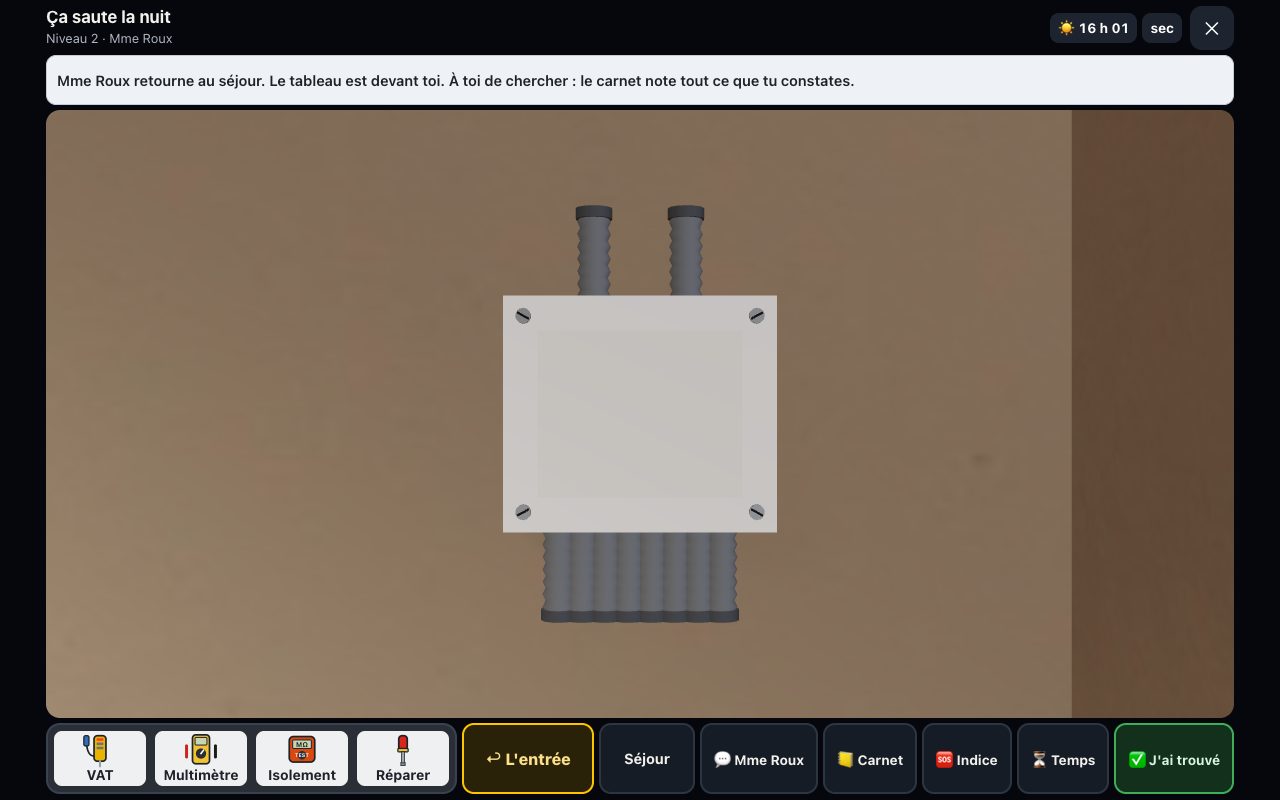 Ça saute la nuit
Niveau 2 · Mme Roux
16 h 01
sec
Mme Roux retourne au séjour. Le tableau est devant toi. À toi de chercher : le carnet note tout ce que tu constates.
VAT
Multimètre
MΩ
TEST
Isolement
Réparer
↩ L'entrée
Séjour
Mme Roux
Carnet
SOS Indice
Temps
J'ai trouvé